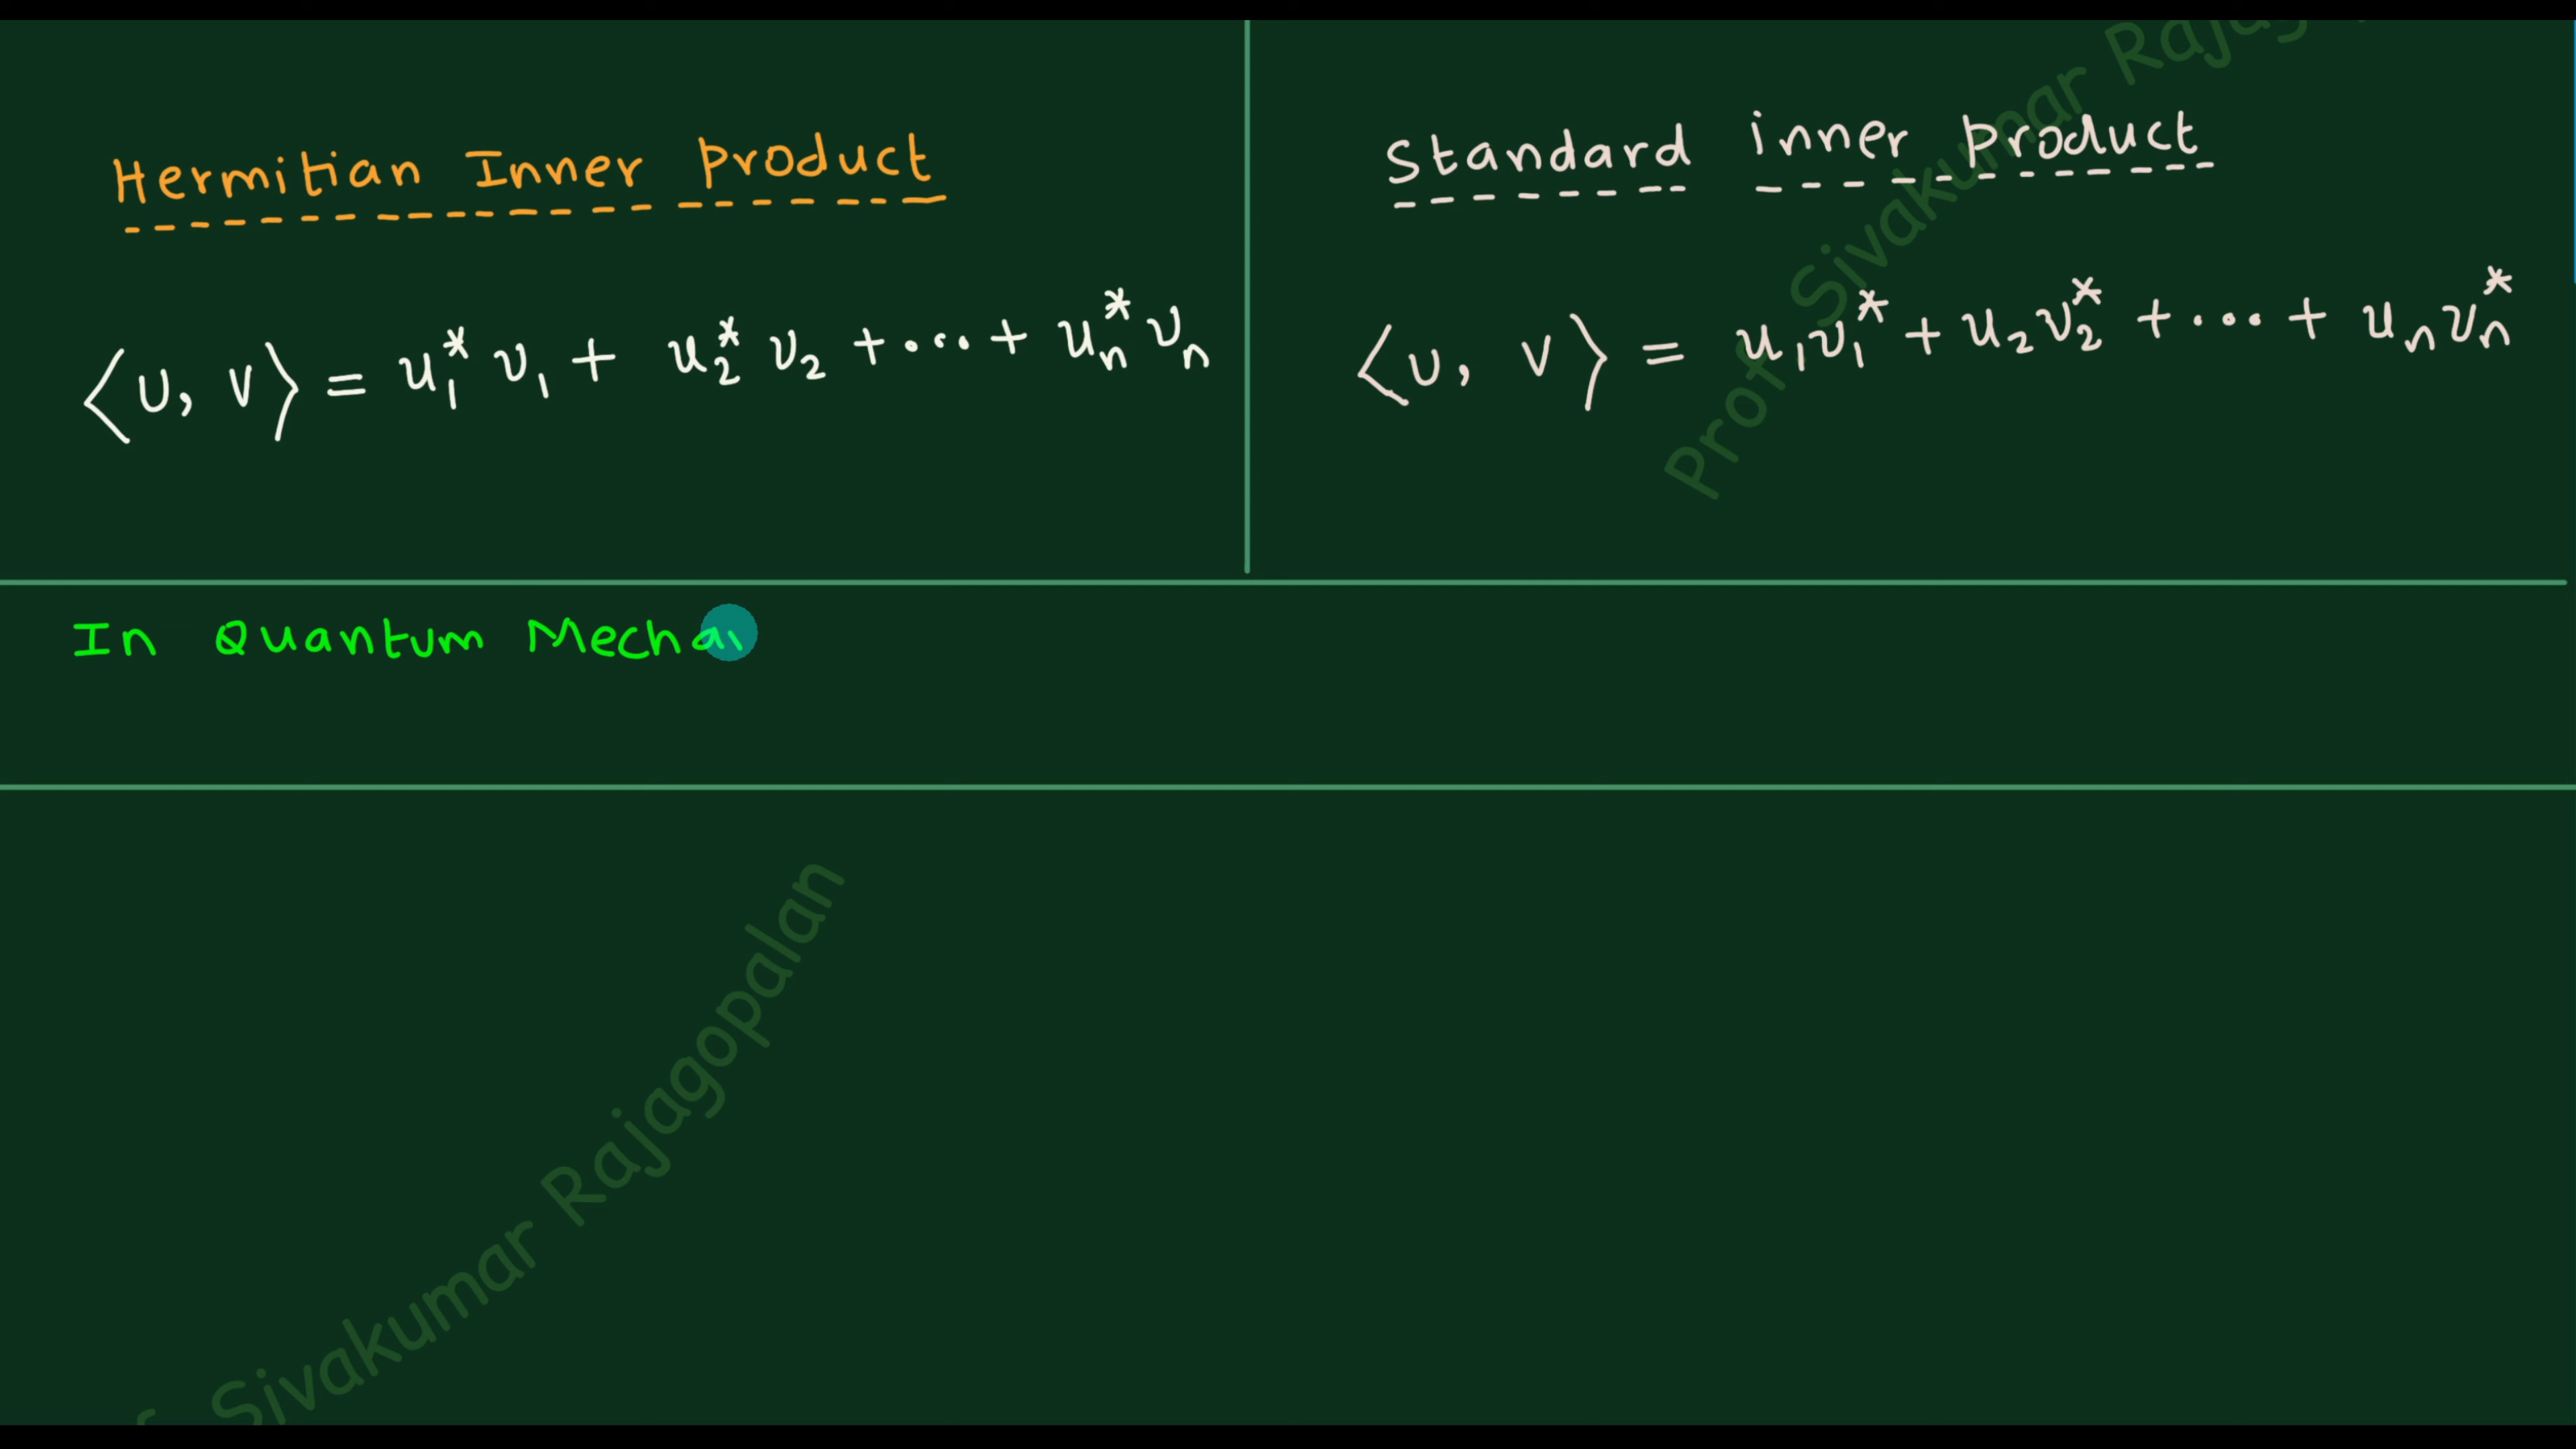 Hermitian Inner Product
⟨u, v⟩ = u₁* v₁ + u₂* v₂ + ... + uₙ* vₙ
Standard inner product
⟨u, v⟩ = u₁v₁* + u₂v₂* + ... + uₙvₙ*
In Quantum Mecha
Prof Sivakumar Rajag
Sivakumar Rajagopalan